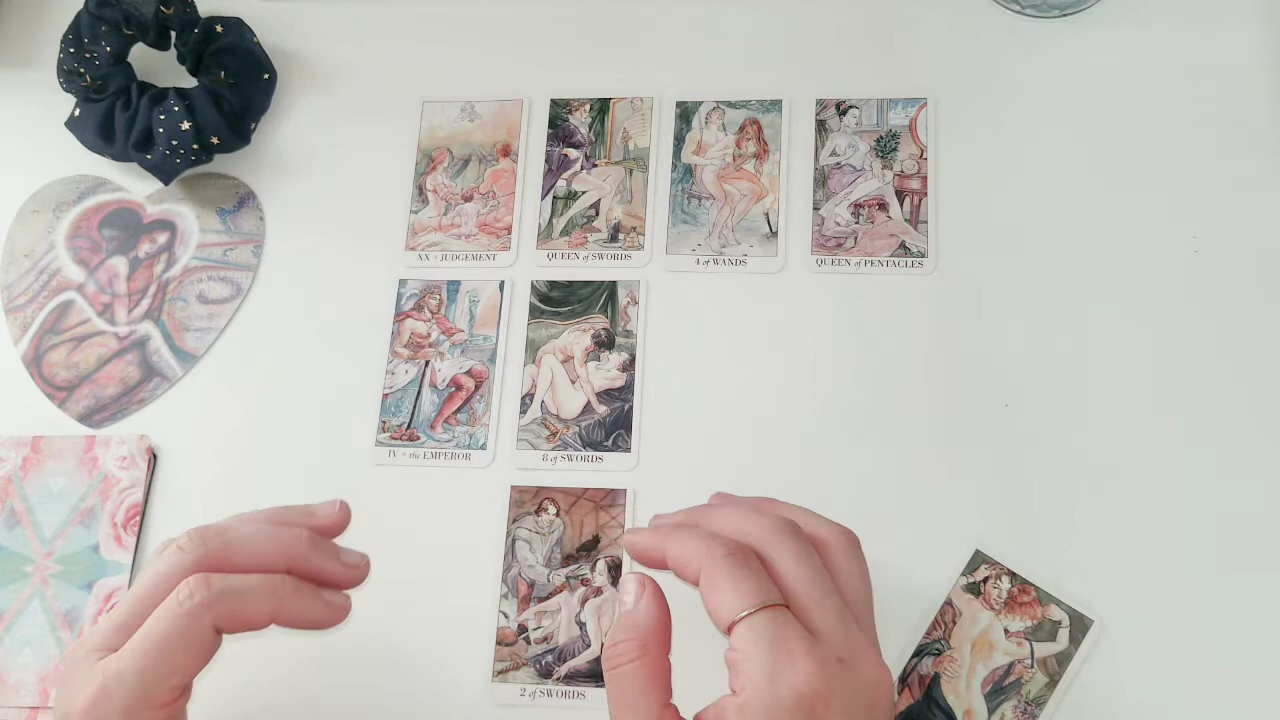 XX • JUDGEMENT
QUEEN of SWORDS
4 of WANDS
QUEEN of PENTACLES
IV • the EMPEROR
8 of SWORDS
2 of SWORDS